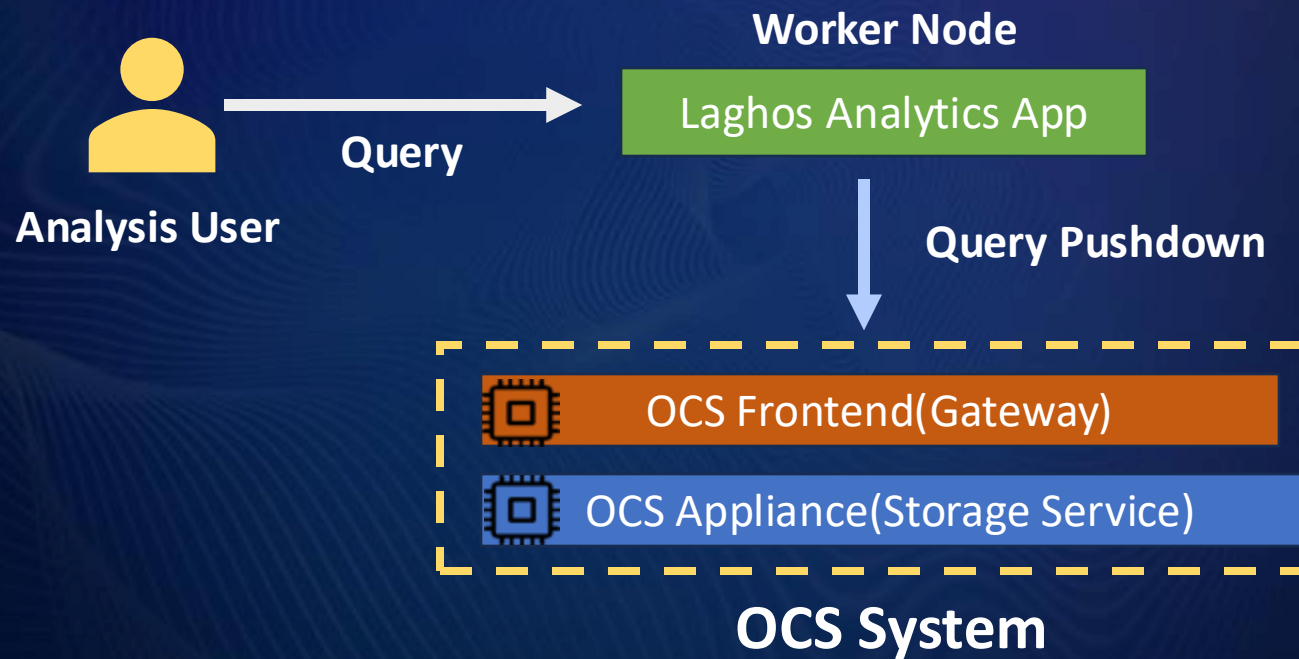 Worker Node
Laghos Analytics App
Query
Analysis User
Query Pushdown
OCS Frontend(Gateway)
OCS Appliance(Storage Service)
OCS System